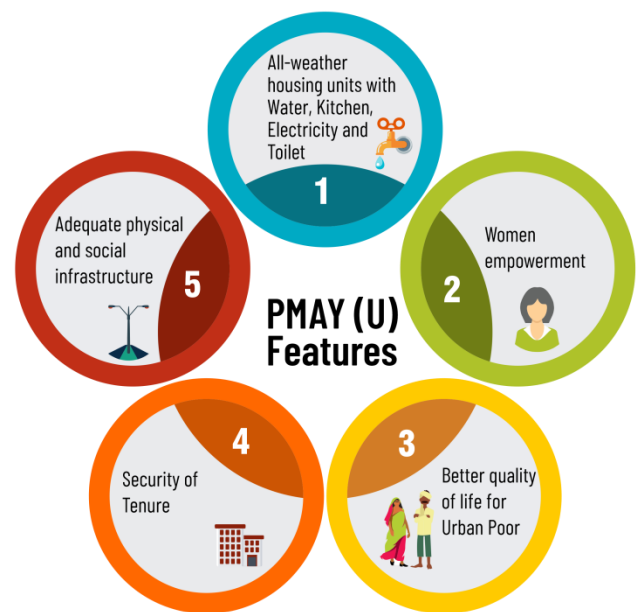 All-weather
housing units with
Water, Kitchen,
Electricity and
Toilet
1
Women
empowerment
2
Better quality
of life for
Urban Poor
3
Security of
Tenure
4
Adequate physical
and social
infrastructure
5
PMAY (U)
Features